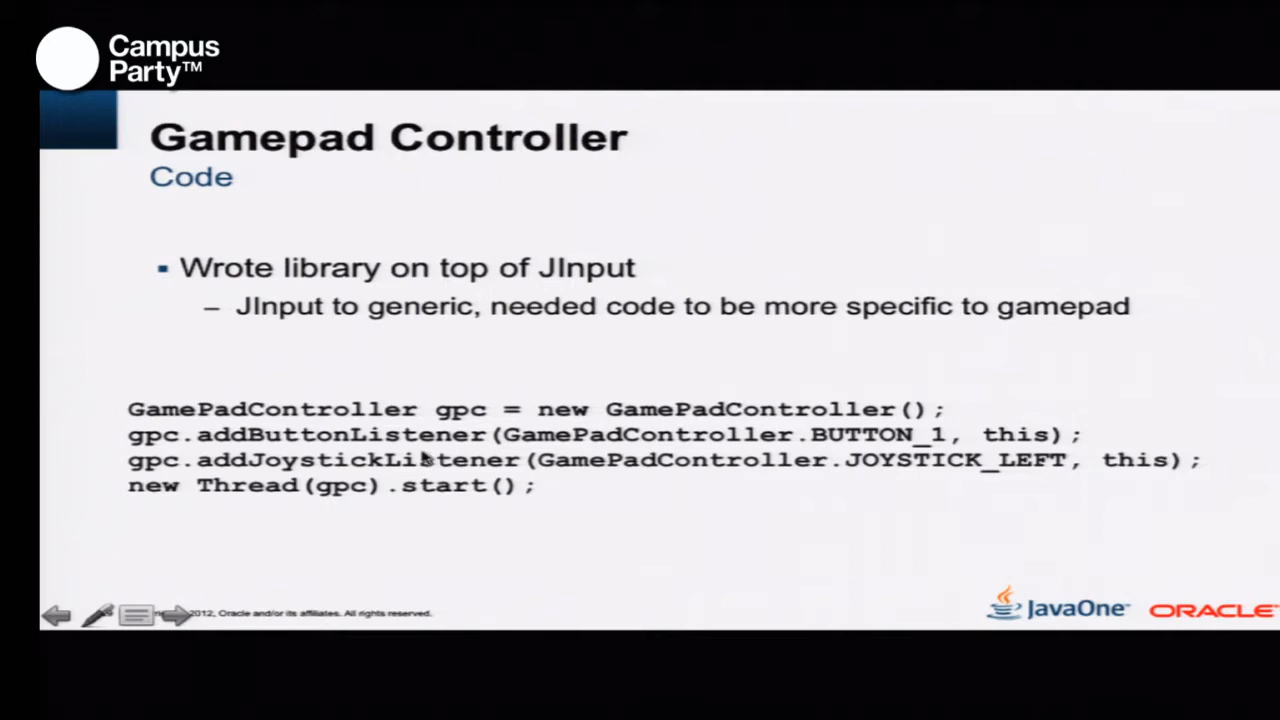 Campus
Party™
Gamepad Controller
Code
Wrote library on top of JInput
– JInput to generic, needed code to be more specific to gamepad
GamePadController gpc = new GamePadController();
gpc.addButtonListener(GamePadController.BUTTON_1, this);
gpc.addJoystickListener(GamePadController.JOYSTICK_LEFT, this);
new Thread(gpc).start();
2012, Oracle and/or its affiliates. All rights reserved.
JavaOne™
ORACLE